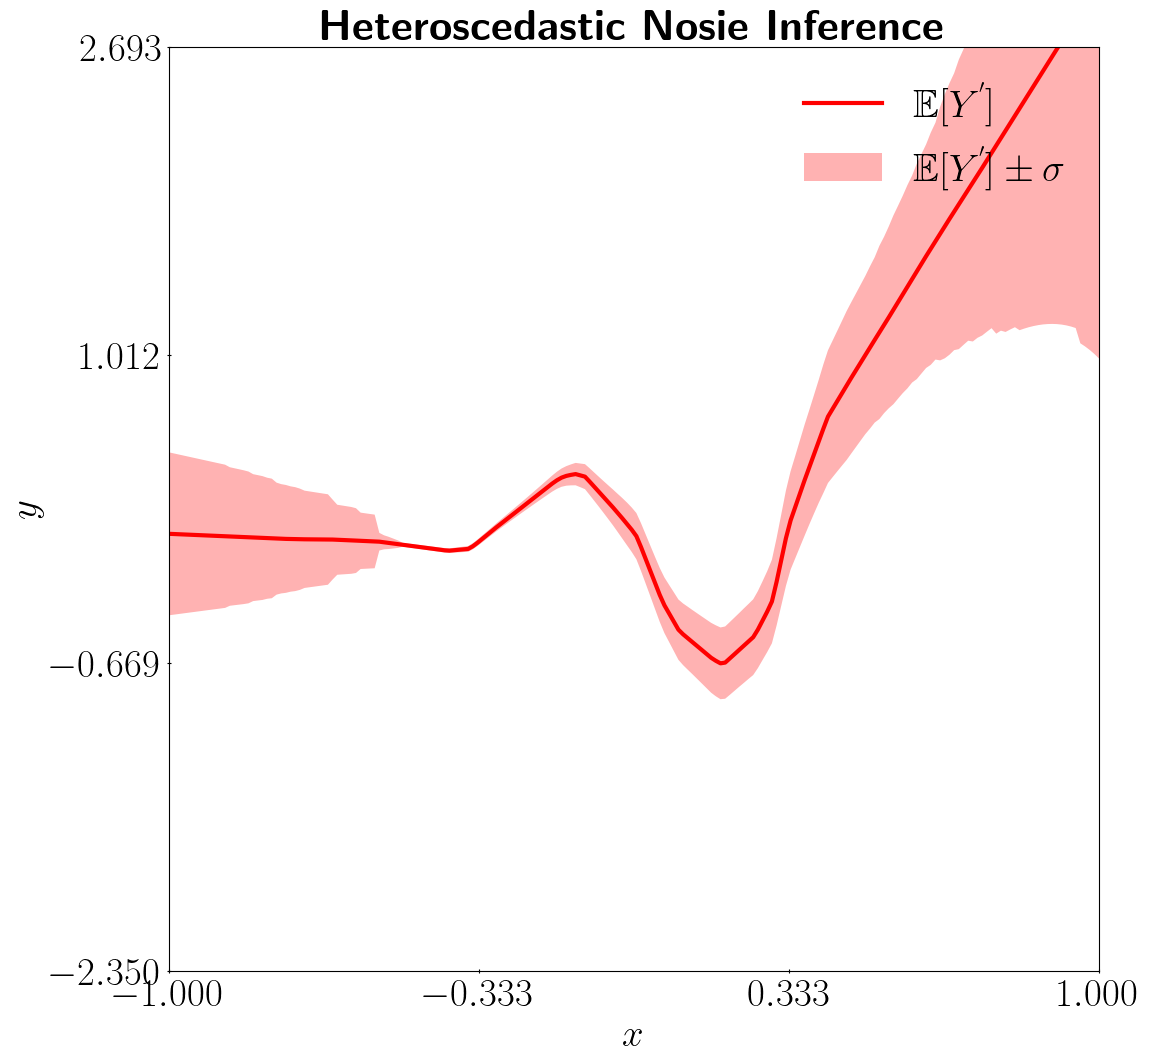 Heteroscedastic Nosie Inference
2.693
1.012
−0.669
−2.350
y
𝔼[Y′]
𝔼[Y′] ± σ
−1.000
−0.333
0.333
1.000
x